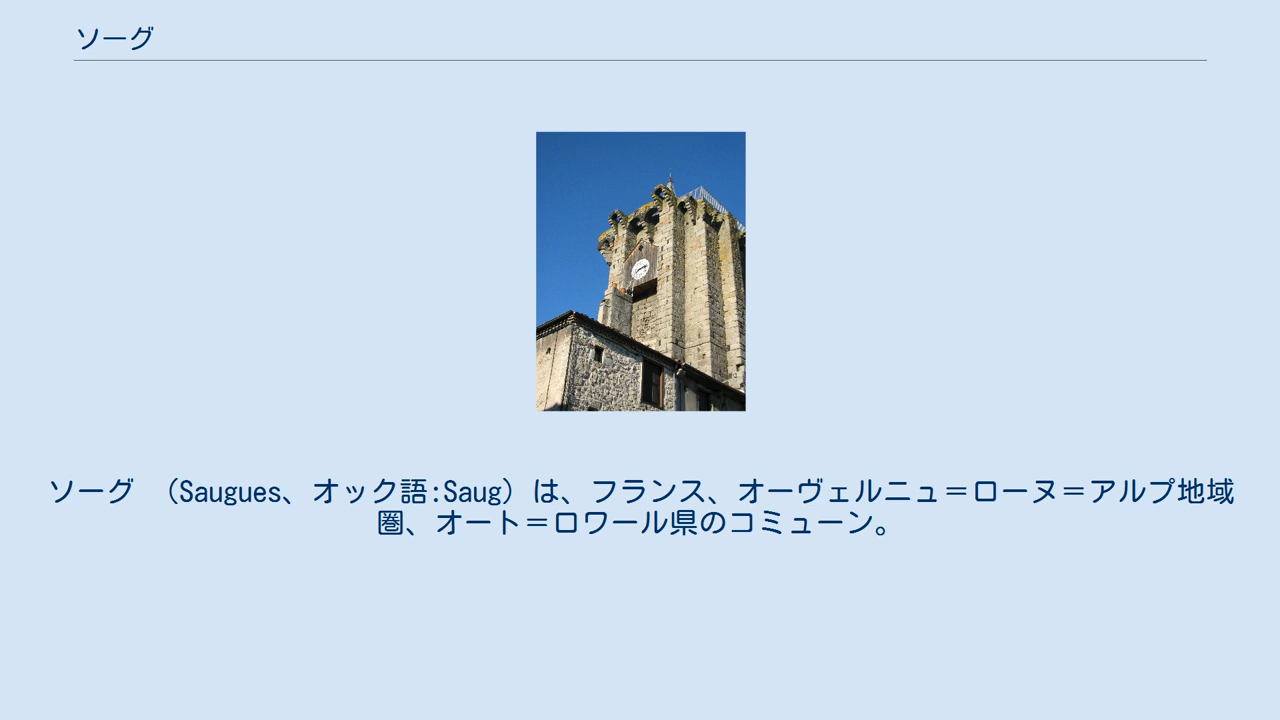 ソーグ
ソーグ （Saugues、オック語:Saug）は、フランス、オーヴェルニュ＝ローヌ＝アルプ地域
圏、オート＝ロワール県のコミューン。